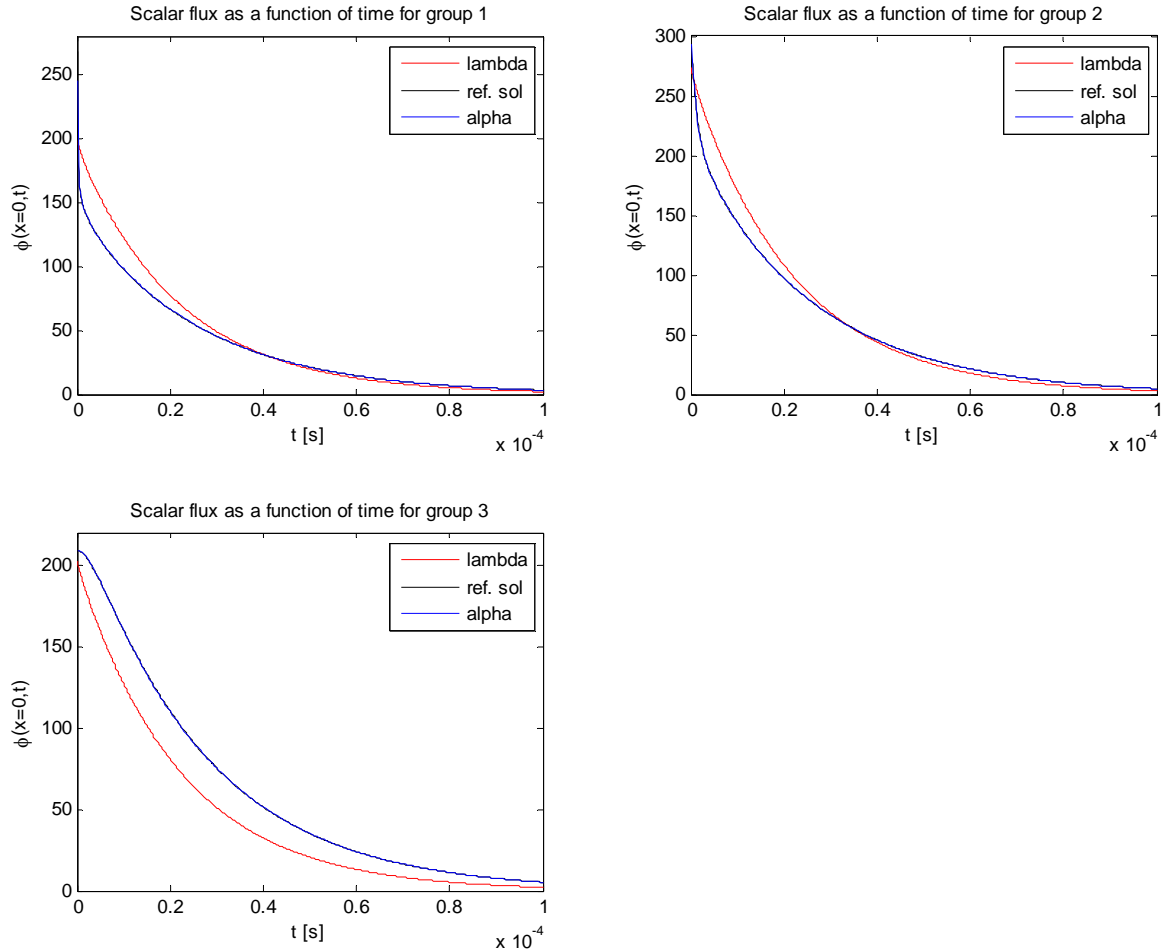 Scalar flux as a function of time for group 1
ϕ(x=0,t)
250
200
150
100
50
0
lambda
ref. sol
alpha
0 0.2 0.4 0.6 0.8 1
t [s]
x 10^-4
Scalar flux as a function of time for group 2
ϕ(x=0,t)
300
250
200
150
100
50
0
lambda
ref. sol
alpha
0 0.2 0.4 0.6 0.8 1
t [s]
x 10^-4
Scalar flux as a function of time for group 3
ϕ(x=0,t)
200
150
100
50
0
lambda
ref. sol
alpha
0 0.2 0.4 0.6 0.8 1
t [s]
x 10^-4